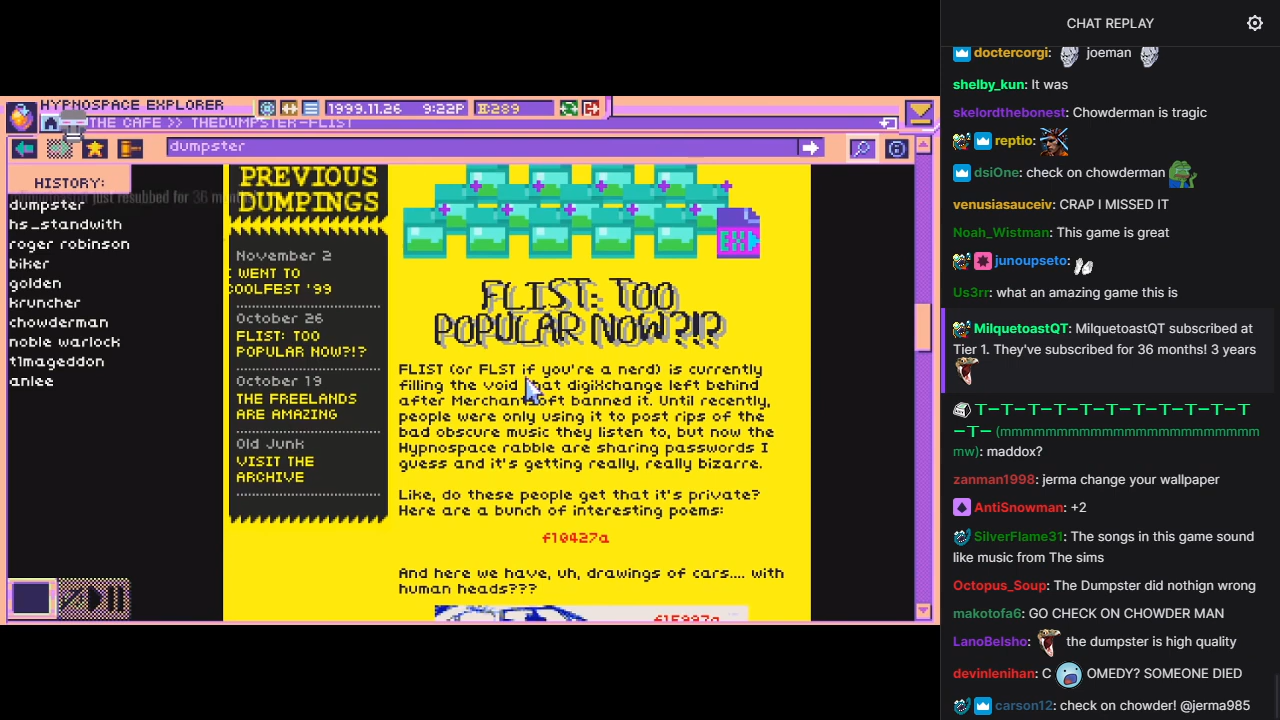 CHAT REPLAY
HYPNOSPACE EXPLORER
1999.11.26 9:22P
289
THE CAFE >> THEDUMPSTER-FLIST
dumpster
HISTORY:
just resubbed for 36 months
dumpster
hs_standwith
roger robinson
biker
golden
kruncher
chowderman
noble warlock
t1mageddon
anlee
PREVIOUS
DUMPINGS
November 2
I WENT TO
COOLFEST '99
October 26
FLIST: TOO
POPULAR NOW?!?
October 19
THE FREELANDS
ARE AMAZING
Old Junk
VISIT THE
ARCHIVE
EX
FLIST: TOO
POPULAR NOW?!?
FLIST (or FLST if you're a nerd) is currently
filling the void that digiXchange left behind
after Merchantsoft banned it. Until recently,
people were only using it to post rips of the
bad obscure music they listen to, but now the
Hypnospace rabble are sharing passwords I
guess and it's getting really, really bizarre.
Like, do these people get that it's private?
Here are a bunch of interesting poems:
f10427a
And here we have, uh, drawings of cars.... with
human heads???
doctercorgi: joeman
shelby_kun: It was
skelordthebonest: Chowderman is tragic
reptio:
dsiOne: check on chowderman
venusiasauceiv: CRAP I MISSED IT
Noah_Wistman: This game is great
junoupseto:
Us3rr: what an amazing game this is
MilquetoastQT: MilquetoastQT subscribed at
Tier 1. They've subscribed for 36 months! 3 years
mw): maddox?
zanman1998: jerma change your wallpaper
AntiSnowman: +2
SilverFlame31: The songs in this game sound
like music from The sims
Octopus_Soup: The Dumpster did nothign wrong
makotofa6: GO CHECK ON CHOWDER MAN
LanoBelsho: the dumpster is high quality
devinlenihan: C OMEDY? SOMEONE DIED
carson12: check on chowder! @jerma985